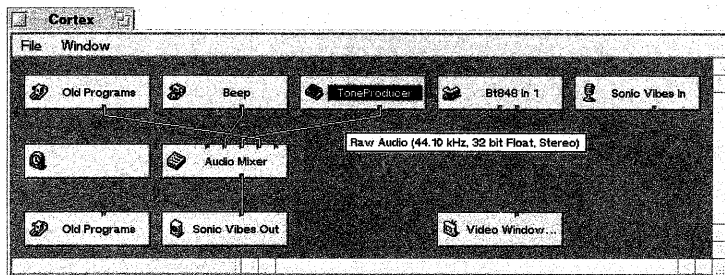 Cortex
File Window
Old Programs Beep ToneProducer Bt848 In 1 Sonic Vibes In
Raw Audio (44.10 kHz, 32 bit Float, Stereo)
Audio Mixer
Old Programs Sonic Vibes Out Video Window...